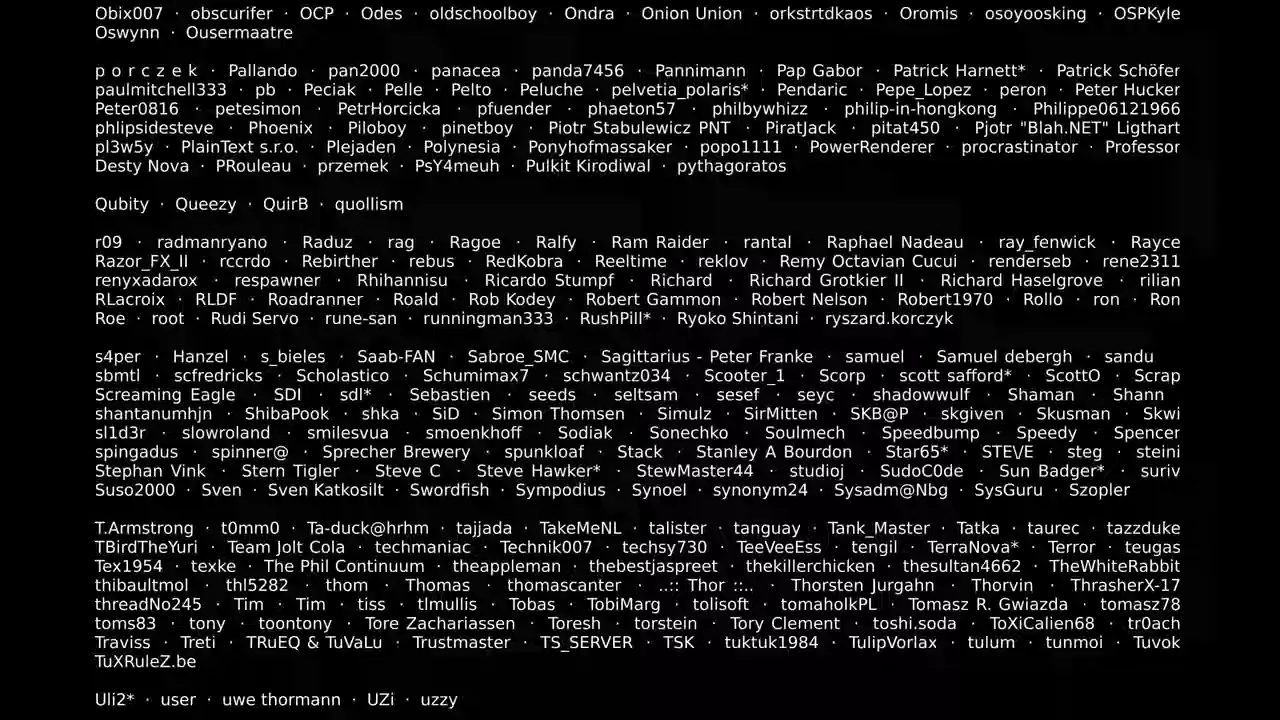 Obix007 · obscurifer · OCP · Odes · oldschoolboy · Ondra · Onion Union · orkstrtdkaos · Oromis · osoyoosking · OSPKyle
Oswynn · Ousermaatre
p o r c z e k · Pallando · pan2000 · panacea · panda7456 · Pannimann · Pap Gabor · Patrick Harnett* · Patrick Schöfer
paulmitchell333 · pb · Peciak · Pelle · Pelto · Peluche · pelvetia_polaris* · Pendaric · Pepe_Lopez · peron · Peter Hucker
Peter0816 · petesimon · PetrHorcicka · pfuender · phaeton57 · philbywhizz · philip-in-hongkong · Philippe06121966
phlipsidesteve · Phoenix · Piloboy · pinetboy · Piotr Stabulewicz PNT · PiratJack · pitat450 · Pjotr "Blah.NET" Ligthart
pl3w5y · PlainText s.r.o. · Plejaden · Polynesia · Ponyhofmassaker · popo1111 · PowerRenderer · procrastinator · Professor
Desty Nova · PRouleau · przemek · PsY4meuh · Pulkit Kirodiwal · pythagoratos
Qubity · Queezy · QuirB · quollism
r09 · radmanryano · Raduz · rag · Ragoe · Ralfy · Ram Raider · rantal · Raphael Nadeau · ray_fenwick · Rayce
Razor_FX_II · rccrdo · Rebirther · rebus · RedKobra · Reeltime · reklov · Remy Octavian Cucui · renderseb · rene2311
renyxadarox · respawner · Rhihannisu · Ricardo Stumpf · Richard · Richard Grotkier II · Richard Haselgrove · rilian
RLacroix · RLDF · Roadranner · Roald · Rob Kodey · Robert Gammon · Robert Nelson · Robert1970 · Rollo · ron · Ron
Roe · root · Rudi Servo · rune-san · runningman333 · RushPill* · Ryoko Shintani · ryszard.korczyk
s4per · Hanzel · s_bieles · Saab-FAN · Sabroe_SMC · Sagittarius - Peter Franke · samuel · Samuel debergh · sandu
sbmtl · scfredricks · Scholastico · Schumimax7 · schwantz034 · Scooter_1 · Scorp · scott safford* · ScottO · Scrap
Screaming Eagle · SDI · sdl* · Sebastien · seeds · seltsam · sesef · seyc · shadowwulf · Shaman · Shann
shantanumhjn · ShibaPook · shka · SiD · Simon Thomsen · Simulz · SirMitten · SKB@P · skgiven · Skusman · Skwi
sl1d3r · slowroland · smilesvua · smoenkhoff · Sodiak · Sonechko · Soulmech · Speedbump · Speedy · Spencer
spingadus · spinner@ · Sprecher Brewery · spunkloaf · Stack · Stanley A Bourdon · Star65* · STE\/E · steg · steini
Stephan Vink · Stern Tigler · Steve C · Steve Hawker* · StewMaster44 · studioj · SudoC0de · Sun Badger* · suriv
Suso2000 · Sven · Sven Katkosilt · Swordfish · Sympodius · Synoel · synonym24 · Sysadm@Nbg · SysGuru · Szopler
T.Armstrong · t0mm0 · Ta-duck@hrhm · tajjada · TakeMeNL · talister · tanguay · Tank_Master · Tatka · taurec · tazzduke
TBirdTheYuri · Team Jolt Cola · techmaniac · Technik007 · techsy730 · TeeVeeEss · tengil · TerraNova* · Terror · teugas
Tex1954 · texke · The Phil Continuum · theappleman · thebestjaspreet · thekillerchicken · thesultan4662 · TheWhiteRabbit
thibaultmol · thl5282 · thom · Thomas · thomascanter · ..:: Thor ::.. · Thorsten Jurgahn · Thorvin · ThrasherX-17
threadNo245 · Tim · Tim · tiss · tlmullis · Tobas · TobiMarg · tolisoft · tomaholkPL · Tomasz R. Gwiazda · tomasz78
toms83 · tony · toontony · Tore Zachariassen · Toresh · torstein · Tory Clement · toshi.soda · ToXiCalien68 · tr0ach
Traviss · Treti · TRuEQ & TuVaLu · Trustmaster · TS_SERVER · TSK · tuktuk1984 · TulipVorlax · tulum · tunmoi · Tuvok
TuXRuleZ.be
Uli2* · user · uwe thormann · UZi · uzzy